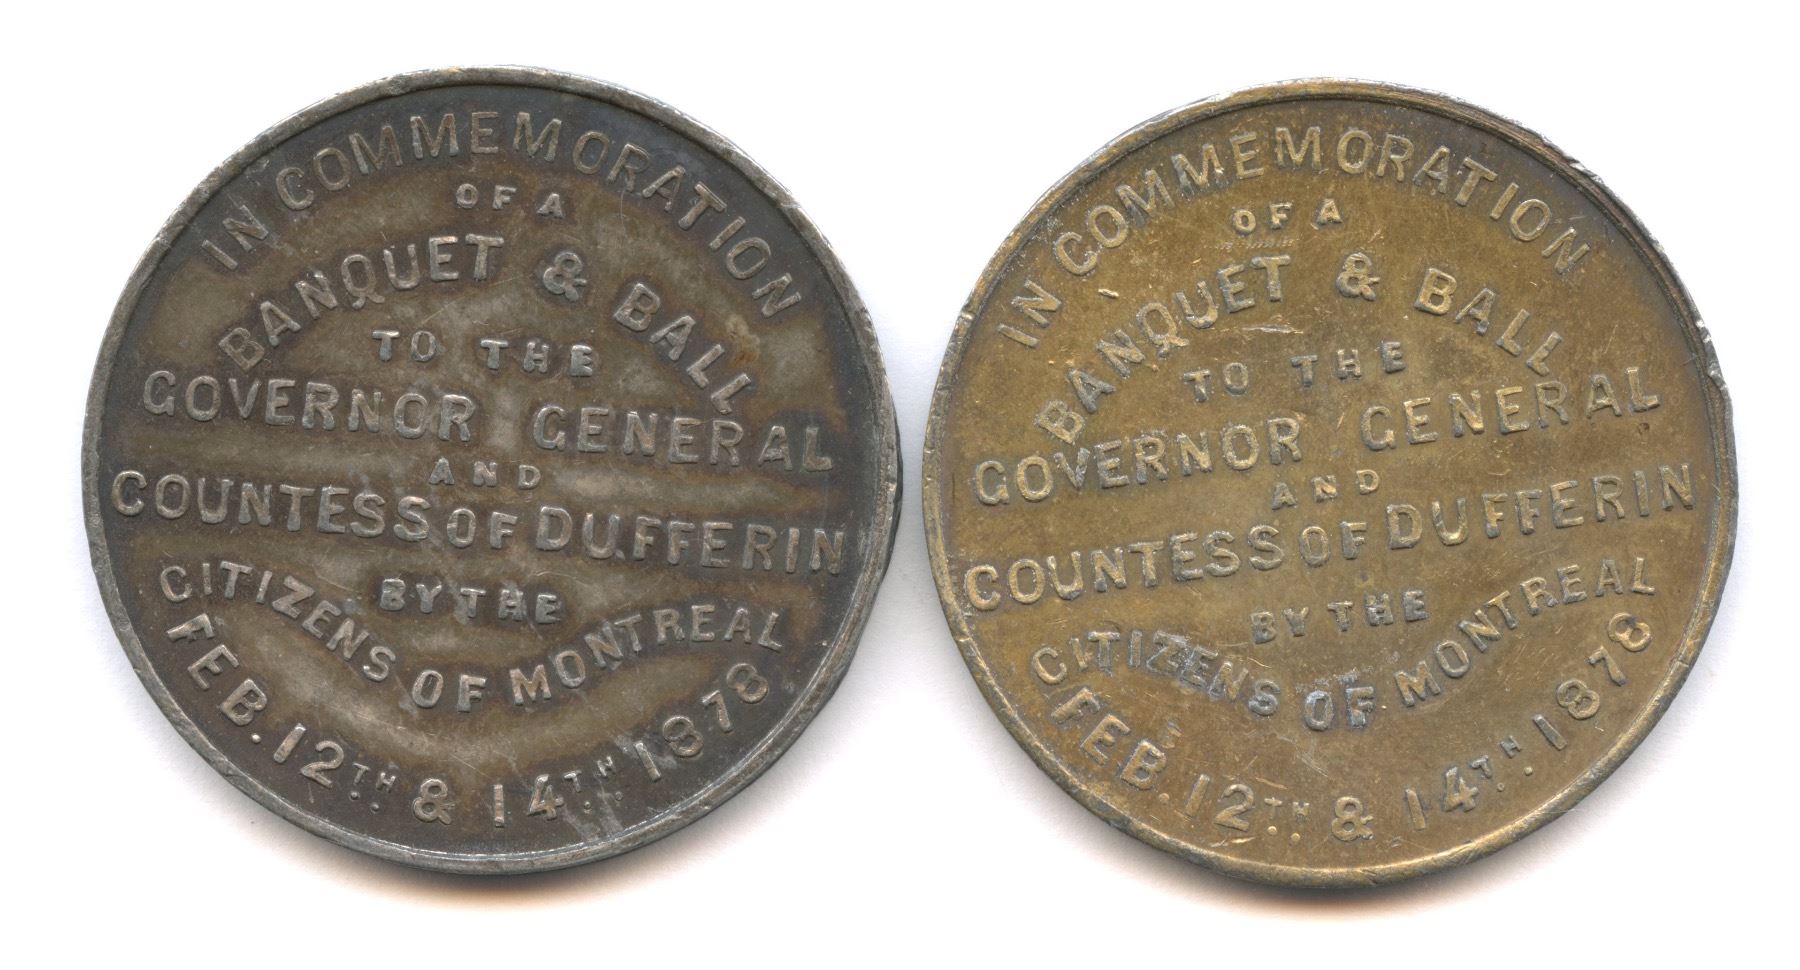 IN COMMEMORATION
OF A
BANQUET & BALL
TO THE
GOVERNOR GENERAL
AND
COUNTESS OF DUFFERIN
BY THE
CITIZENS OF MONTREAL
FEB. 12TH & 14TH 1878
IN COMMEMORATION
OF A
BANQUET & BALL
TO THE
GOVERNOR GENERAL
AND
COUNTESS OF DUFFERIN
BY THE
CITIZENS OF MONTREAL
FEB. 12TH & 14TH. 1878